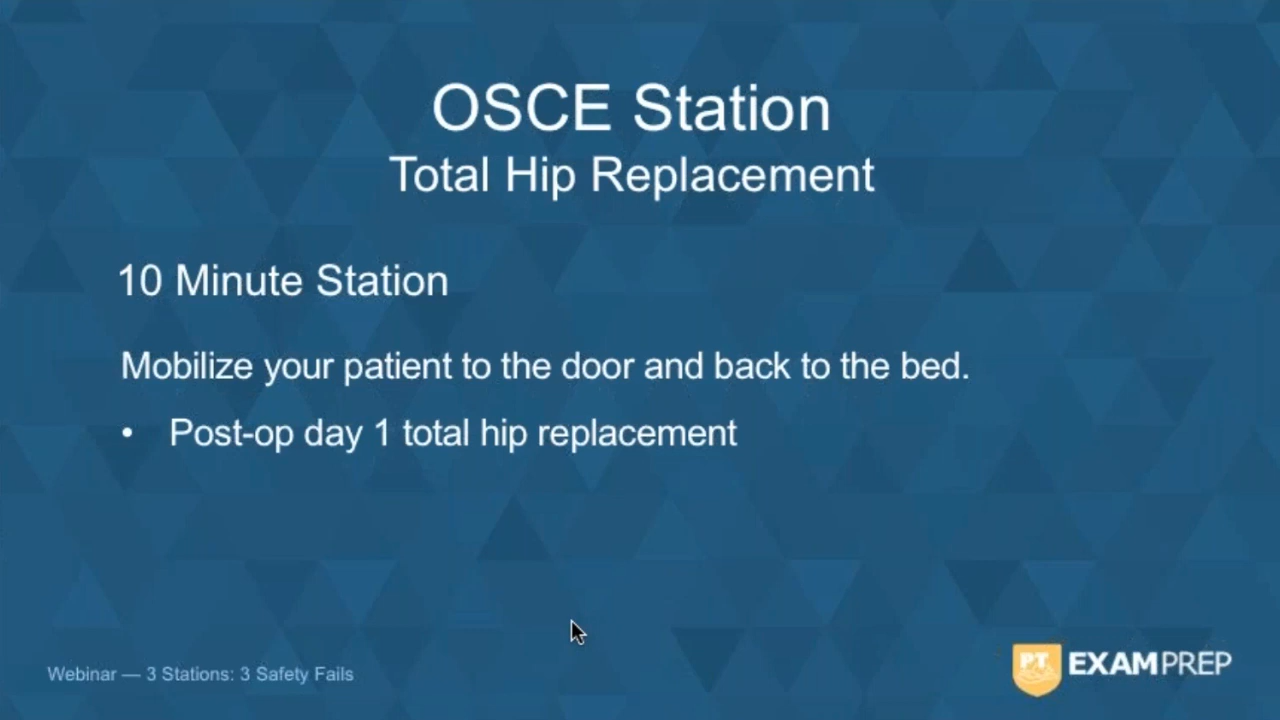 OSCE Station
Total Hip Replacement
10 Minute Station
Mobilize your patient to the door and back to the bed.
• Post-op day 1 total hip replacement
Webinar — 3 Stations: 3 Safety Fails
PT EXAMPREP